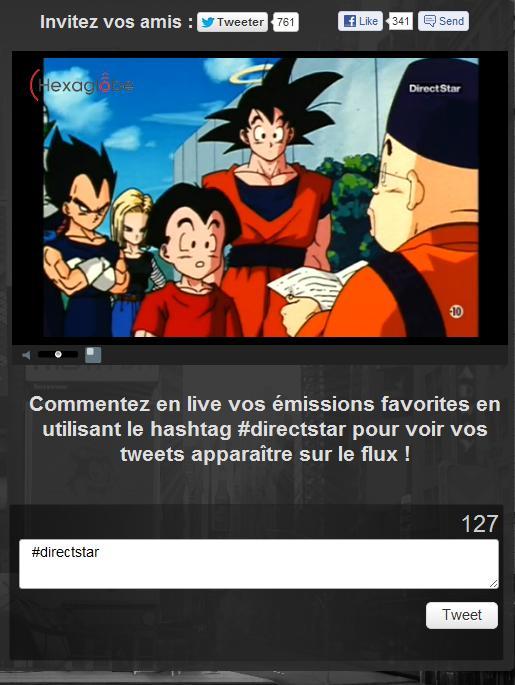 Invitez vos amis : Tweeter 761 Like 341 Send
Hexaglobe
DirectStar
-10
Commentez en live vos émissions favorites en
utilisant le hashtag #directstar pour voir vos
tweets apparaître sur le flux !
127
#directstar
Tweet